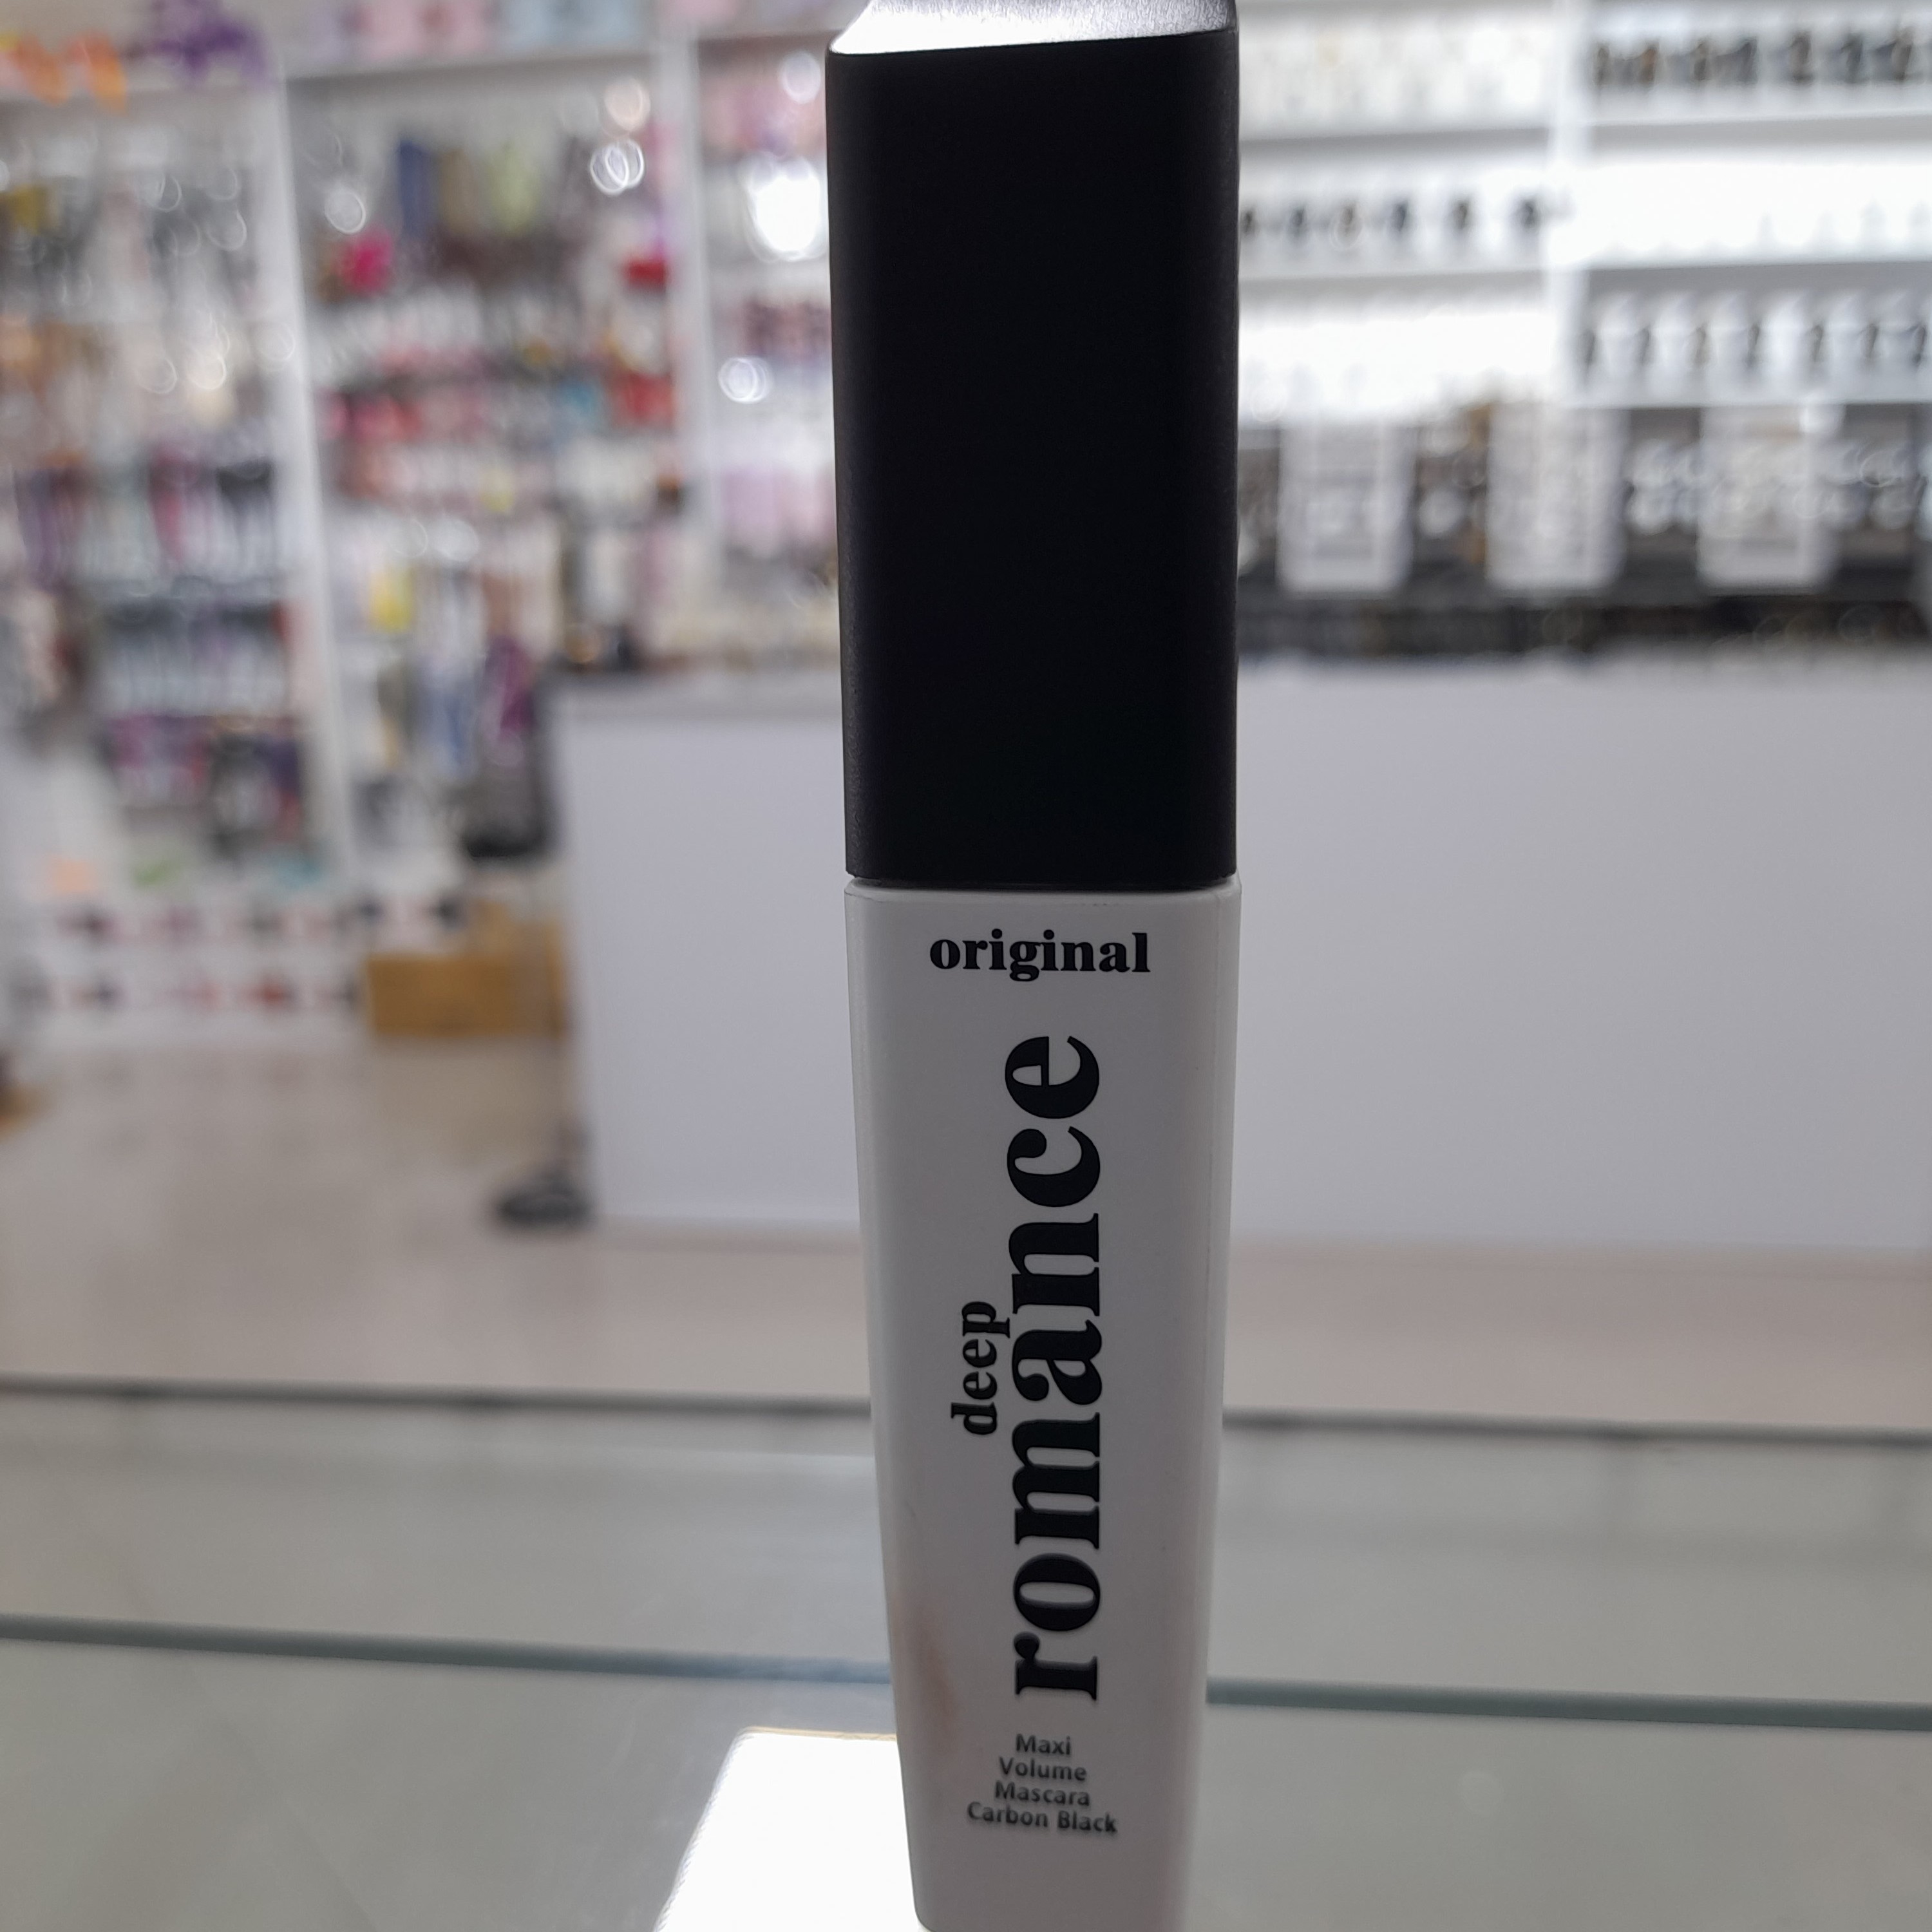 original
deep
romance
Maxi
Volume
Mascara
Carbon Black